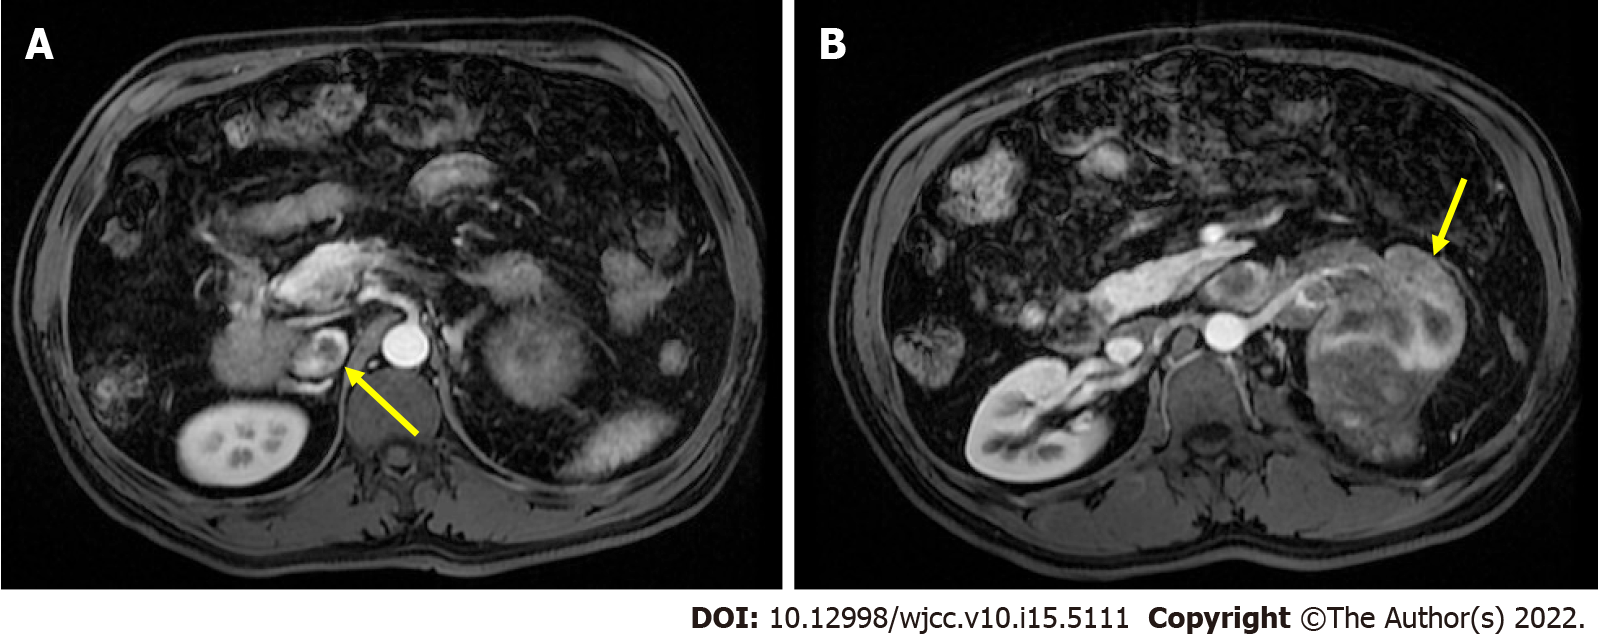 A
B
DOI: 10.12998/wjcc.v10.i15.5111 Copyright ©The Author(s) 2022.